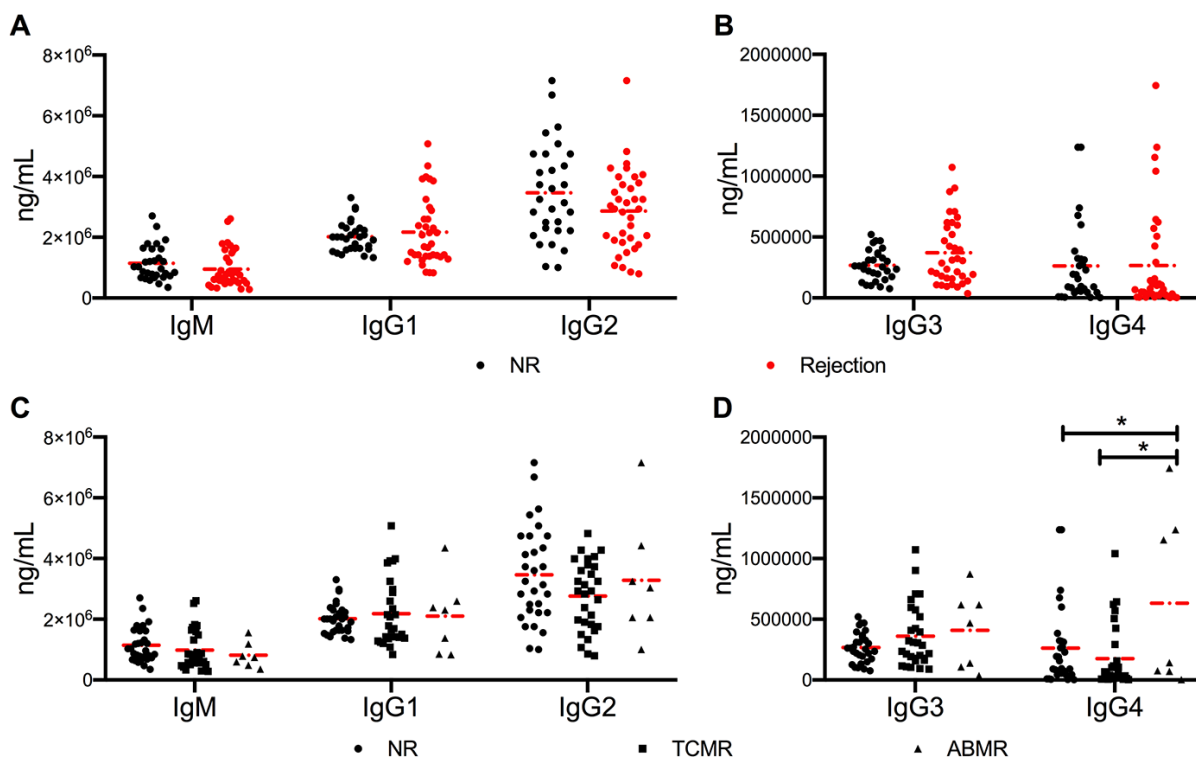 A
B
8×10⁶
6×10⁶
4×10⁶
2×10⁶
0
ng/mL
IgM
IgG1
IgG2
2000000
1500000
1000000
500000
0
ng/mL
IgG3
IgG4
NR
Rejection
C
D
8×10⁶
6×10⁶
4×10⁶
2×10⁶
0
ng/mL
IgM
IgG1
IgG2
2000000
1500000
1000000
500000
0
ng/mL
*
*
IgG3
IgG4
NR
TCMR
ABMR